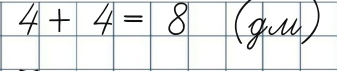 4 + 4 = 8 (дм)